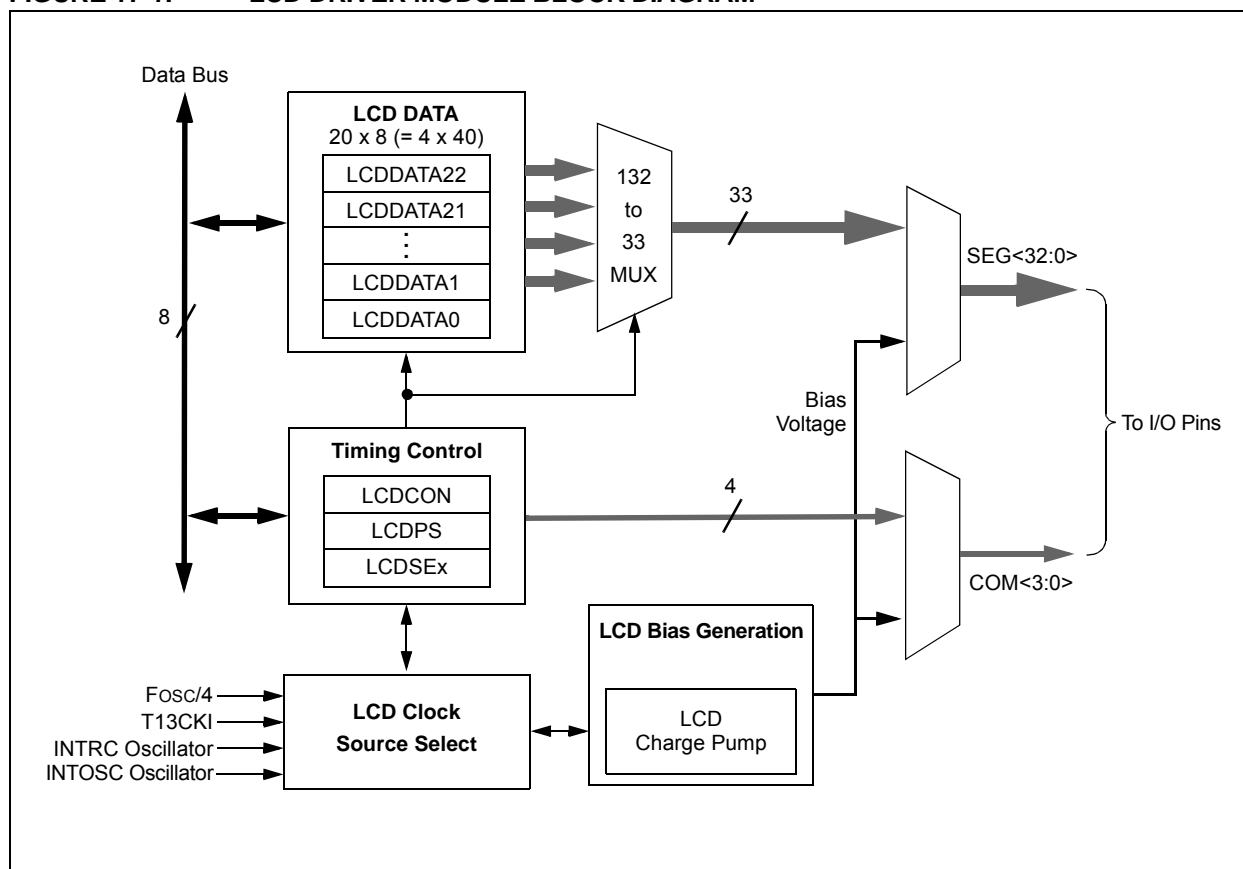 Data Bus
LCD DATA
20 x 8 (= 4 x 40)
LCDDATA22
LCDDATA21
⋮
LCDDATA1
LCDDATA0
132
to
33
MUX
33
SEG<32:0>
8
Bias
Voltage
To I/O Pins
Timing Control
LCDCON
LCDPS
LCDSEx
4
COM<3:0>
LCD Bias Generation
LCD
Charge Pump
FOSC/4
T13CKI
INTRC Oscillator
INTOSC Oscillator
LCD Clock
Source Select